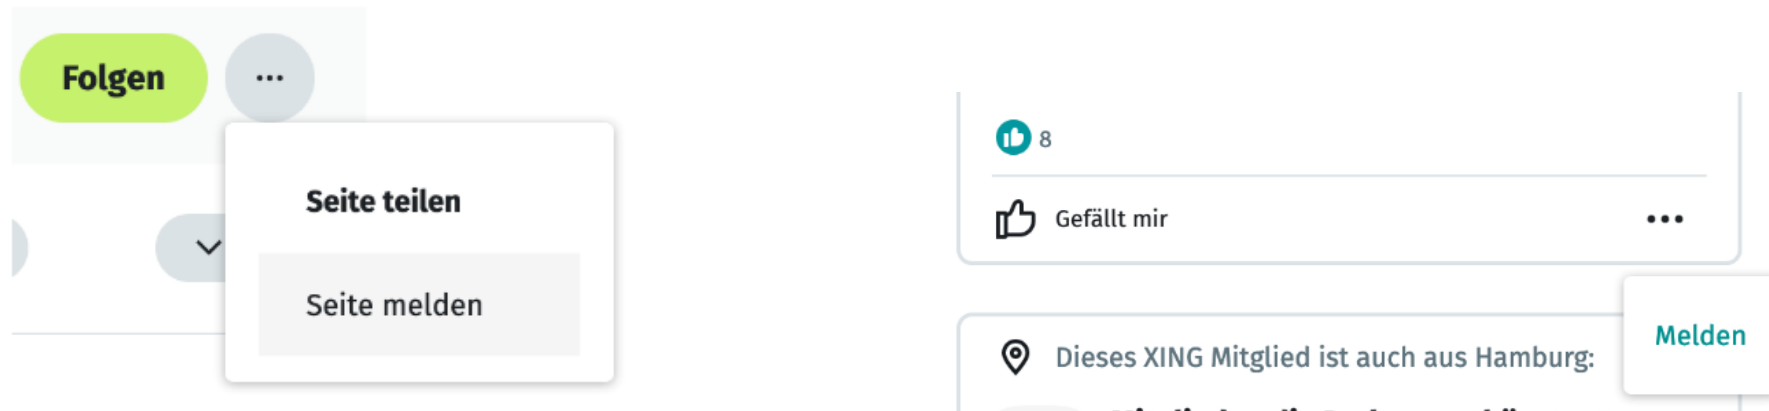 Folgen
Seite teilen
Seite melden
8
Gefällt mir
Melden
Dieses XING Mitglied ist auch aus Hamburg: